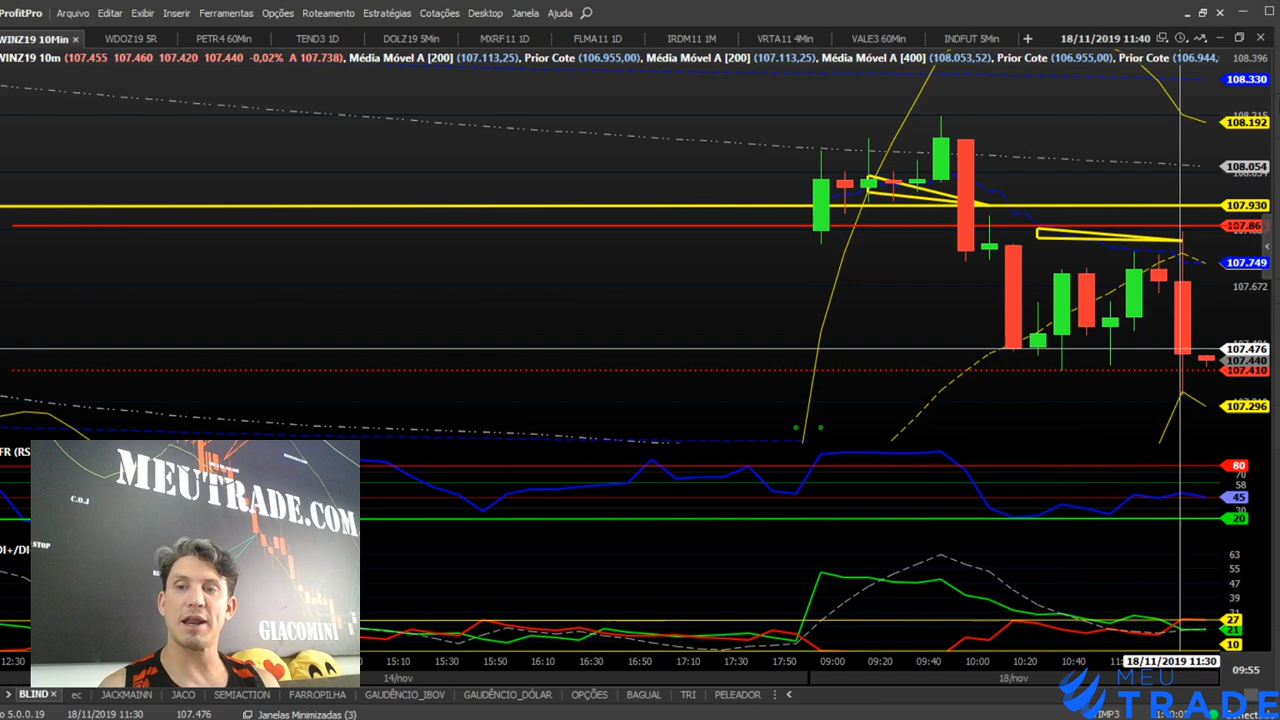 ProfitPro Arquivo Editar Exibir Inserir Ferramentas Opções Roteamento Estratégias Cotações Desktop Janela Ajuda
WINZ19 10Min WDOZ19 5R PETR4 60Min TEND3 1D DOLZ19 5Min MXRF11 1D FLMA11 1D IRDM11 1M VRTA11 4Min VALE3 60Min INDFUT 5Min 18/11/2019 11:40
WINZ19 10m (107.455 107.460 107.420 107.440 -0,02% A 107.738), Média Móvel A [200] (107.113,25), Prior Cote (106.955,00), Média Móvel A [200] (107.113,25), Média Móvel A [400] (108.053,52), Prior Cote (106.955,00), Prior Cote (106.944,
108.396
108.330
108.192
108.054
107.930
107.86
107.749
107.672
107.476
107.440
107.410
107.296
FR (RS
80
70
58
45
30
20
DI+/DI-
63
55
47
39
31
27
21
10
MEUTRADE.COM
C.O.J
STOP
GIACOMINI
12:30 15:10 15:30 15:50 16:10 16:30 16:50 17:10 17:30 17:50 09:00 09:20 09:40 10:00 10:20 10:40 18/11/2019 11:30
09:55
14/nov 18/nov
BLIND ec JACKMAINN JACO SEMIACTION FARROPILHA GAUDÊNCIO_IBOV GAUDÊNCIO_DÓLAR OPÇÕES BAGUAL TRI PELEADOR
5.0.0.19 18/11/2019 11:30 107.476 Janelas Minimizadas (3)
MEU
TRADE